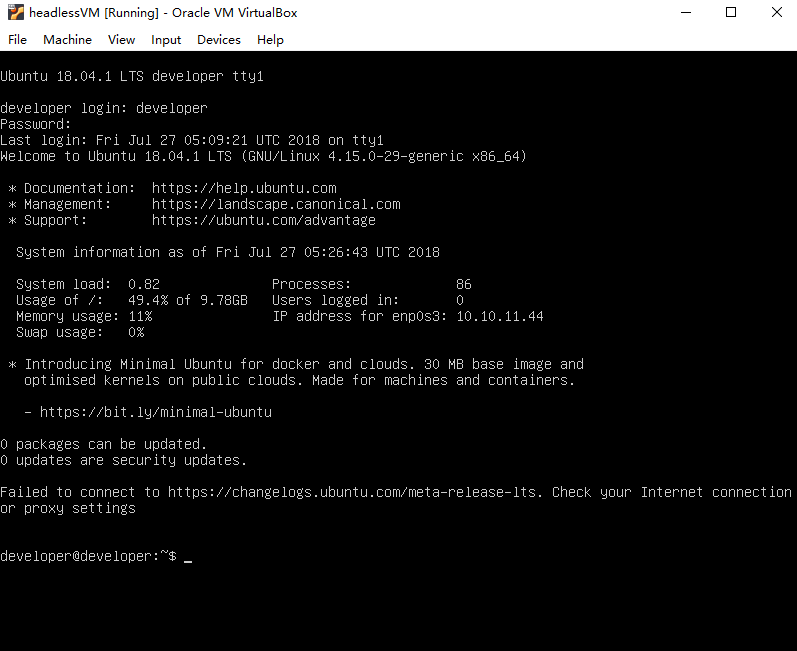 headlessVM [Running] - Oracle VM VirtualBox
File Machine View Input Devices Help
Ubuntu 18.04.1 LTS developer tty1
developer login: developer
Password:
Last login: Fri Jul 27 05:09:21 UTC 2018 on tty1
Welcome to Ubuntu 18.04.1 LTS (GNU/Linux 4.15.0-29-generic x86_64)
* Documentation: https://help.ubuntu.com
* Management: https://landscape.canonical.com
* Support: https://ubuntu.com/advantage
System information as of Fri Jul 27 05:26:43 UTC 2018
System load: 0.82 Processes: 86
Usage of /: 49.4% of 9.78GB Users logged in: 0
Memory usage: 11% IP address for enp0s3: 10.10.11.44
Swap usage: 0%
* Introducing Minimal Ubuntu for docker and clouds. 30 MB base image and
optimised kernels on public clouds. Made for machines and containers.
- https://bit.ly/minimal-ubuntu
0 packages can be updated.
0 updates are security updates.
Failed to connect to https://changelogs.ubuntu.com/meta-release-lts. Check your Internet connection
or proxy settings
developer@developer:~$ _